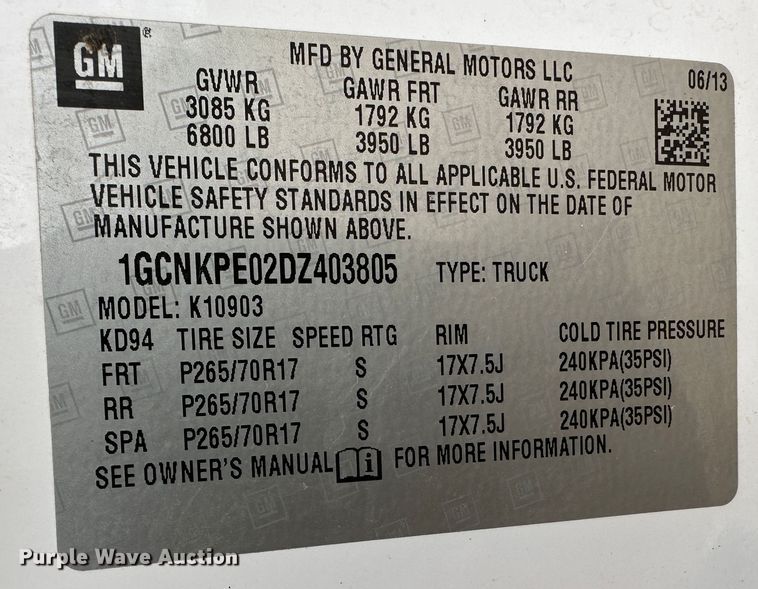 GM®
MFD BY GENERAL MOTORS LLC 06/13
GVWR GAWR FRT GAWR RR
3085 KG 1792 KG 1792 KG
6800 LB 3950 LB 3950 LB
THIS VEHICLE CONFORMS TO ALL APPLICABLE U.S. FEDERAL MOTOR
VEHICLE SAFETY STANDARDS IN EFFECT ON THE DATE OF
MANUFACTURE SHOWN ABOVE.
1GCNKPE02DZ403805 TYPE: TRUCK
MODEL: K10903
KD94 TIRE SIZE SPEED RTG RIM COLD TIRE PRESSURE
FRT P265/70R17 S 17X7.5J 240KPA(35PSI)
RR P265/70R17 S 17X7.5J 240KPA(35PSI)
SPA P265/70R17 S 17X7.5J 240KPA(35PSI)
SEE OWNER'S MANUAL i FOR MORE INFORMATION.
Purple Wave Auction